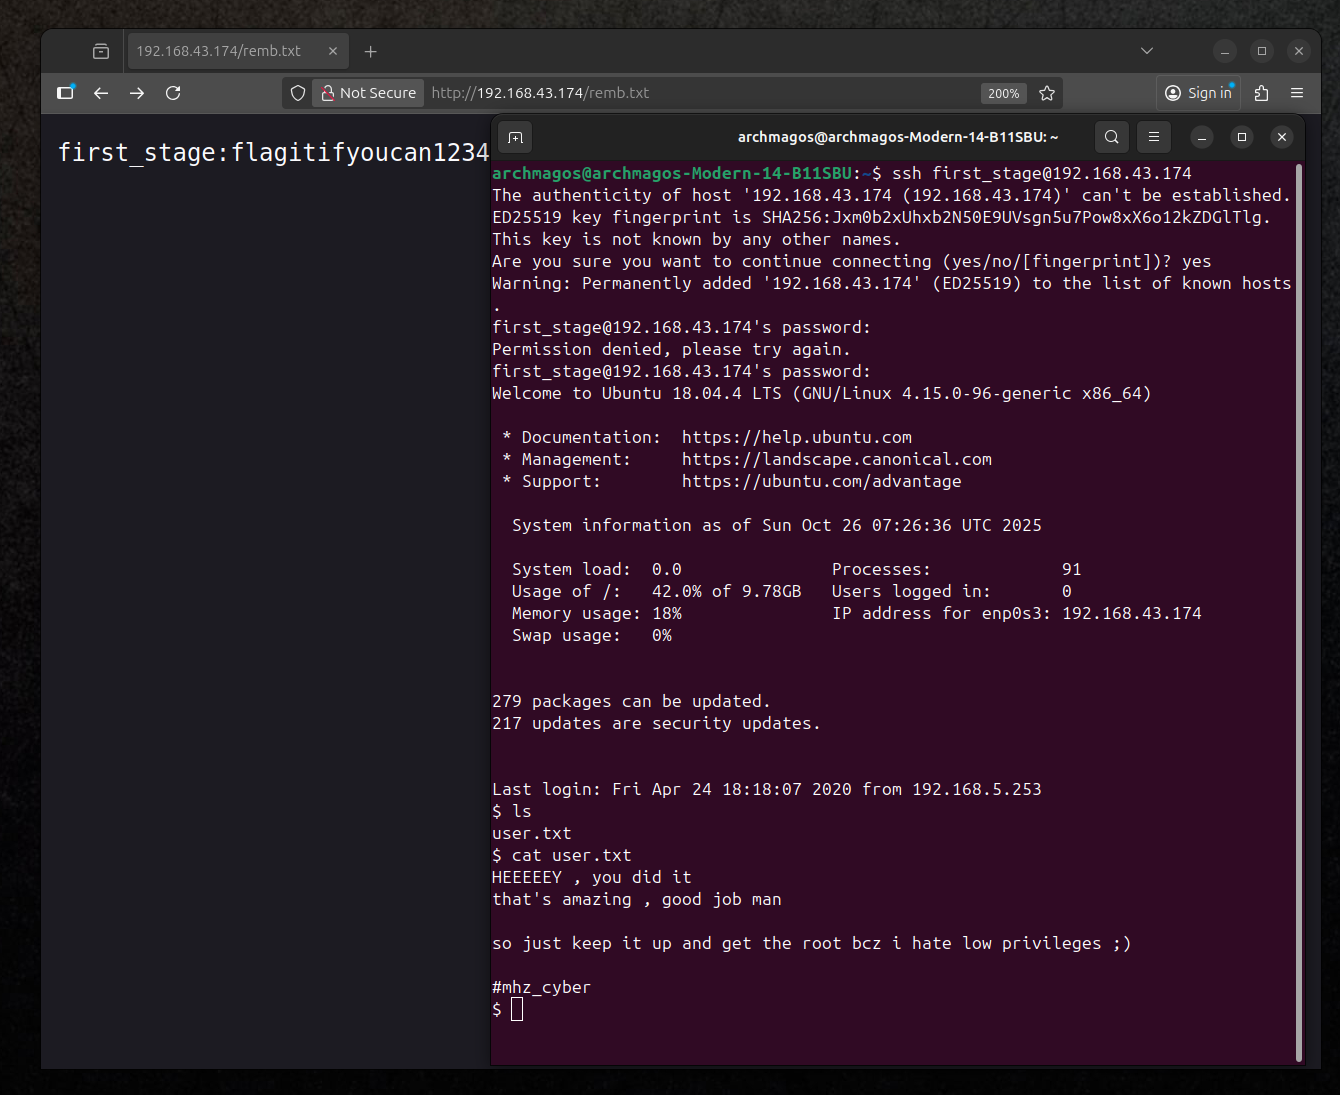 192.168.43.174/remb.txt
Not Secure
http://192.168.43.174/remb.txt
200%
Sign in
first_stage:flagitifyoucan1234
archmagos@archmagos-Modern-14-B11SBU: ~
archmagos@archmagos-Modern-14-B11SBU:~$ ssh first_stage@192.168.43.174
The authenticity of host '192.168.43.174 (192.168.43.174)' can't be established.
ED25519 key fingerprint is SHA256:Jxm0b2xUhxb2N50E9UVsgn5u7Pow8xX6o12kZDGlTlg.
This key is not known by any other names.
Are you sure you want to continue connecting (yes/no/[fingerprint])? yes
Warning: Permanently added '192.168.43.174' (ED25519) to the list of known hosts
.
first_stage@192.168.43.174's password:
Permission denied, please try again.
first_stage@192.168.43.174's password:
Welcome to Ubuntu 18.04.4 LTS (GNU/Linux 4.15.0-96-generic x86_64)
* Documentation:  https://help.ubuntu.com
* Management:     https://landscape.canonical.com
* Support:        https://ubuntu.com/advantage
System information as of Sun Oct 26 07:26:36 UTC 2025
System load:  0.0               Processes:             91
Usage of /:   42.0% of 9.78GB   Users logged in:       0
Memory usage: 18%               IP address for enp0s3: 192.168.43.174
Swap usage:   0%
279 packages can be updated.
217 updates are security updates.
Last login: Fri Apr 24 18:18:07 2020 from 192.168.5.253
$ ls
user.txt
$ cat user.txt
HEEEEEY , you did it
that's amazing , good job man
so just keep it up and get the root bcz i hate low privileges ;)
#mhz_cyber
$